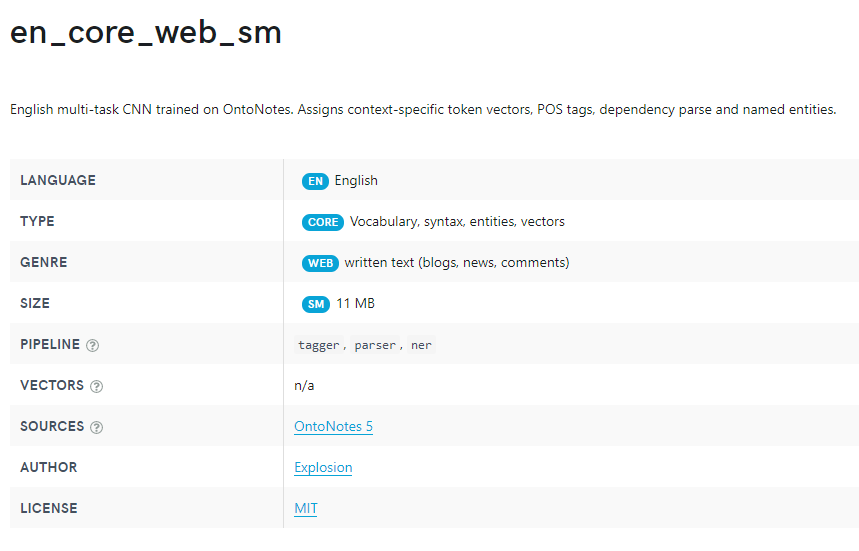 en_core_web_sm
English multi-task CNN trained on OntoNotes. Assigns context-specific token vectors, POS tags, dependency parse and named entities.
LANGUAGE EN English
TYPE CORE Vocabulary, syntax, entities, vectors
GENRE WEB written text (blogs, news, comments)
SIZE SM 11 MB
PIPELINE ? tagger, parser, ner
VECTORS ? n/a
SOURCES ? OntoNotes 5
AUTHOR Explosion
LICENSE MIT